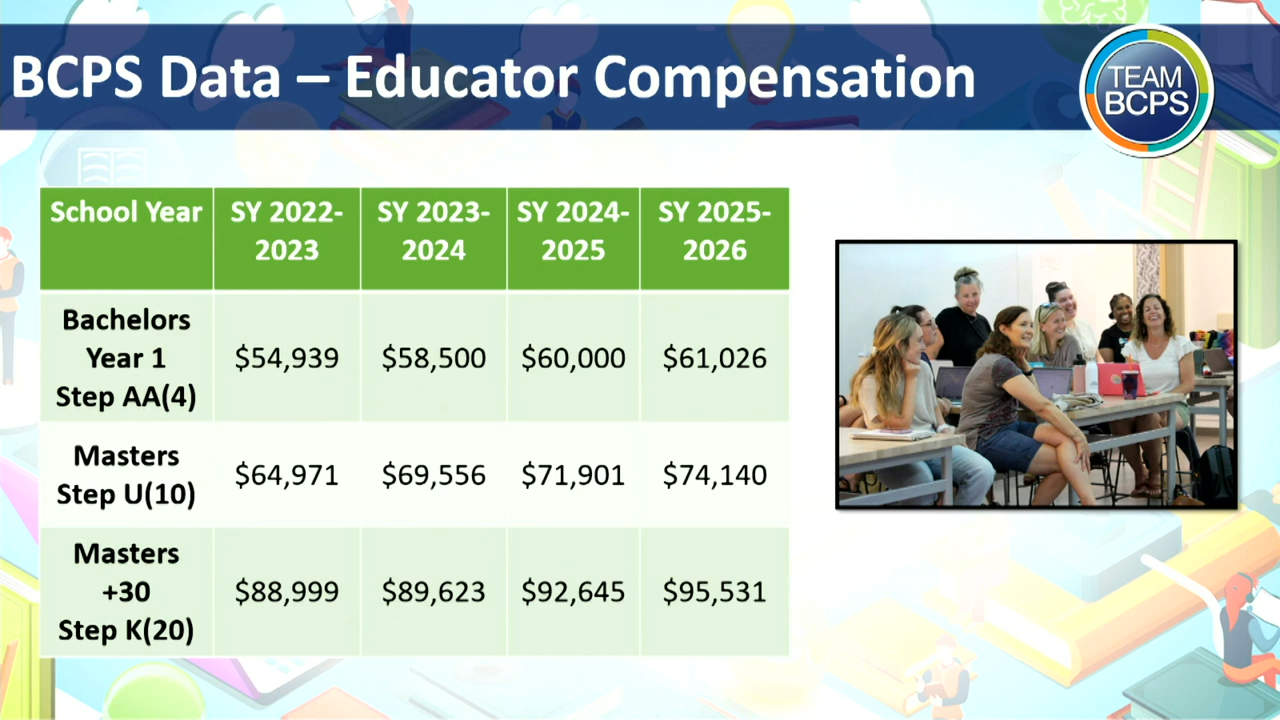 BCPS Data – Educator Compensation
TEAM
BCPS
School Year
SY 2022-
2023
SY 2023-
2024
SY 2024-
2025
SY 2025-
2026
Bachelors
Year 1
Step AA(4)
$54,939
$58,500
$60,000
$61,026
Masters
Step U(10)
$64,971
$69,556
$71,901
$74,140
Masters
+30
Step K(20)
$88,999
$89,623
$92,645
$95,531